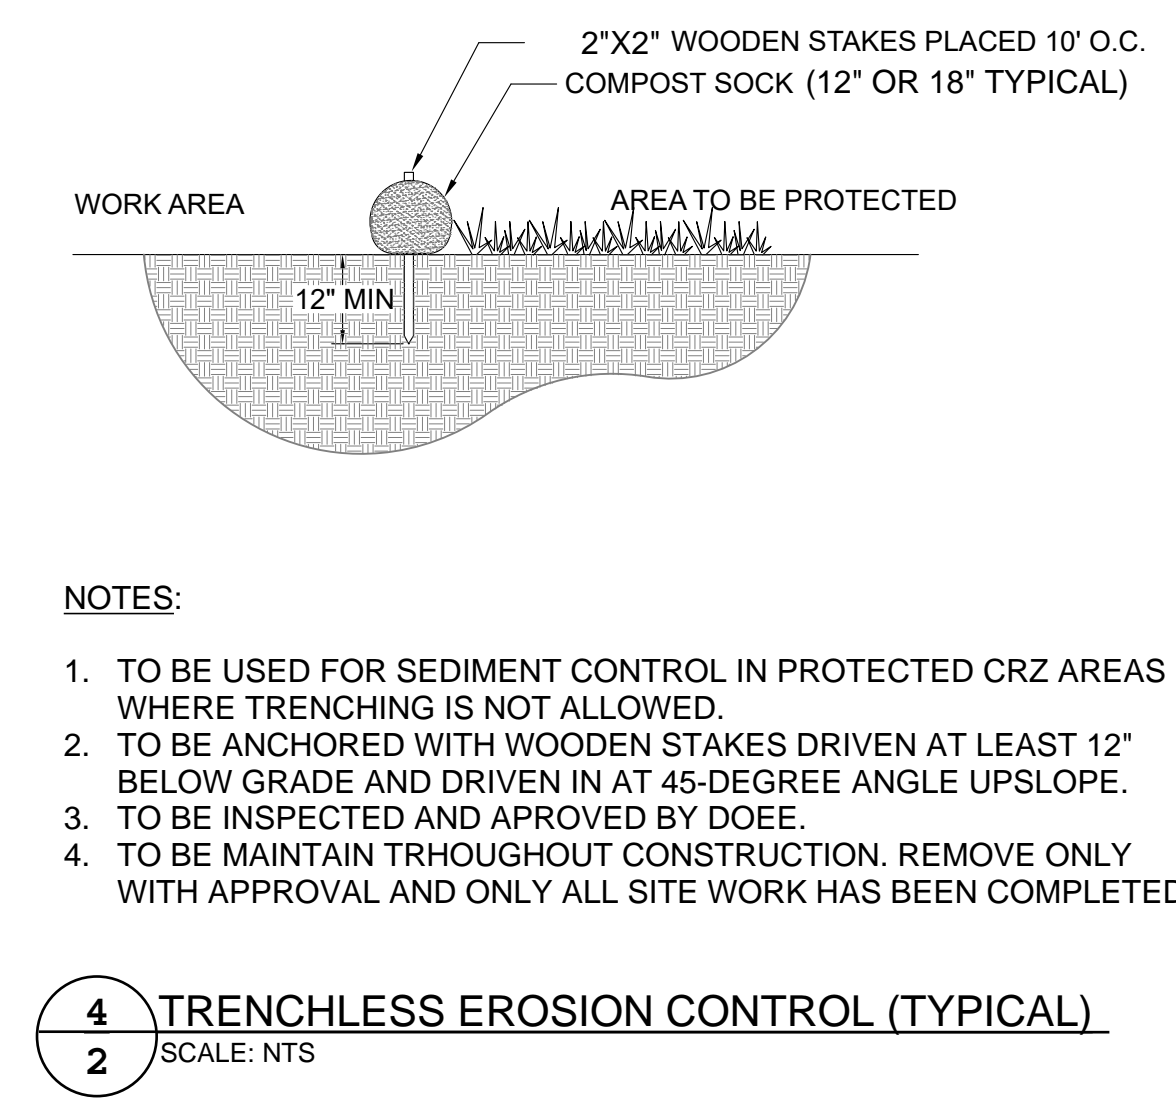 2"X2" WOODEN STAKES PLACED 10' O.C.
COMPOST SOCK (12" OR 18" TYPICAL)
WORK AREA
AREA TO BE PROTECTED
12" MIN
NOTES:
1. TO BE USED FOR SEDIMENT CONTROL IN PROTECTED CRZ AREAS
WHERE TRENCHING IS NOT ALLOWED.
2. TO BE ANCHORED WITH WOODEN STAKES DRIVEN AT LEAST 12"
BELOW GRADE AND DRIVEN IN AT 45-DEGREE ANGLE UPSLOPE.
3. TO BE INSPECTED AND APROVED BY DOEE.
4. TO BE MAINTAIN TRHOUGHOUT CONSTRUCTION. REMOVE ONLY
WITH APPROVAL AND ONLY ALL SITE WORK HAS BEEN COMPLETED
4
TRENCHLESS EROSION CONTROL (TYPICAL)
2
SCALE: NTS